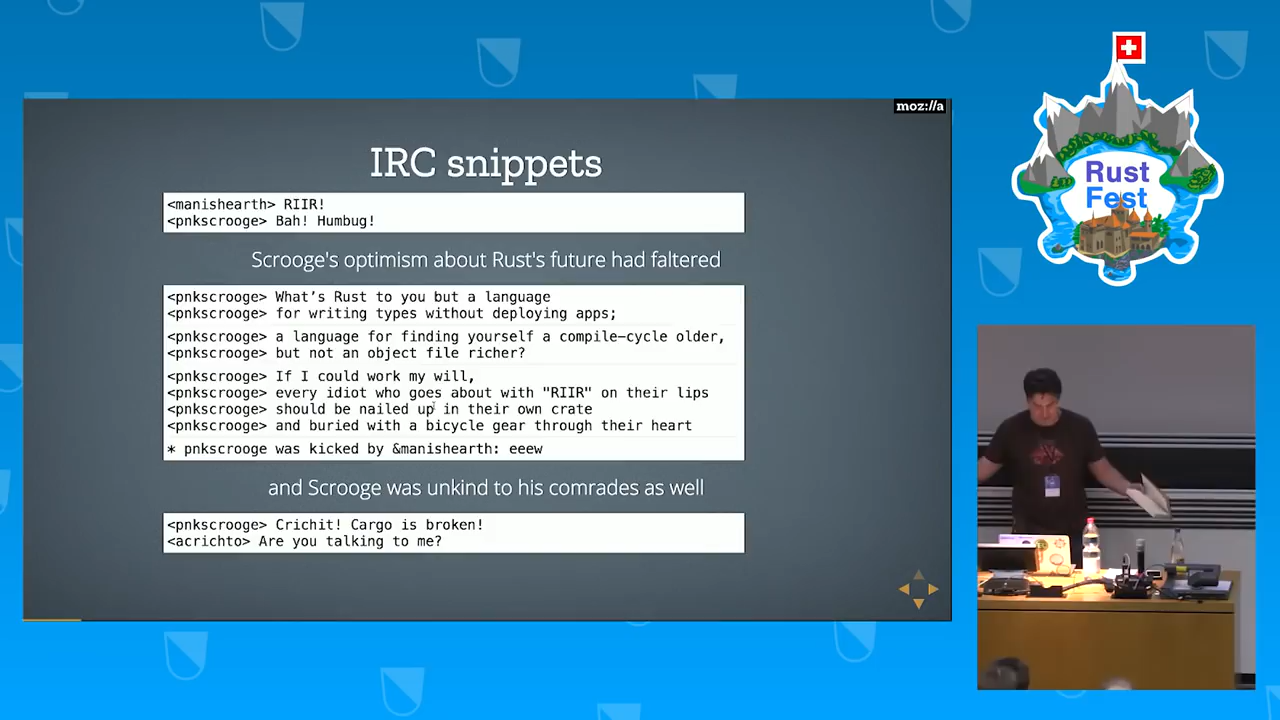 moz://a
IRC snippets
<manishearth> RIIR!
<pnkscrooge> Bah! Humbug!
Scrooge's optimism about Rust's future had faltered
<pnkscrooge> What's Rust to you but a language
<pnkscrooge> for writing types without deploying apps;
<pnkscrooge> a language for finding yourself a compile-cycle older,
<pnkscrooge> but not an object file richer?
<pnkscrooge> If I could work my will,
<pnkscrooge> every idiot who goes about with "RIIR" on their lips
<pnkscrooge> should be nailed up in their own crate
<pnkscrooge> and buried with a bicycle gear through their heart
* pnkscrooge was kicked by &manishearth: eeew
and Scrooge was unkind to his comrades as well
<pnkscrooge> Crichit! Cargo is broken!
<acrichto> Are you talking to me?
Rust
Fest